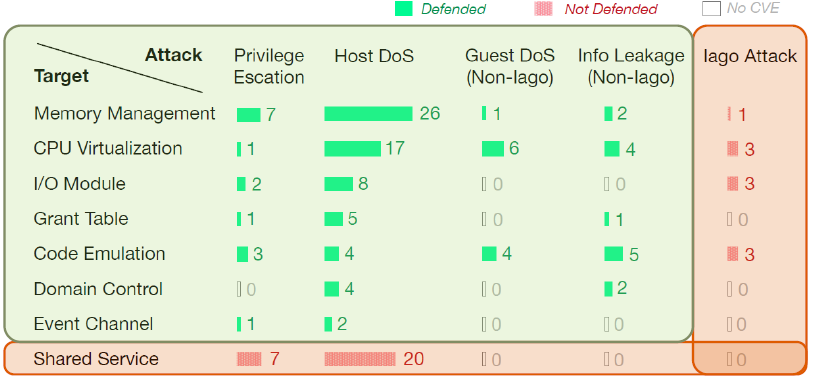 Defended Not Defended No CVE
Attack Privilege Host DoS Guest DoS Info Leakage Iago Attack
Target Escation (Non-Iago) (Non-Iago)
Memory Management 7 26 1 2 1
CPU Virtualization 1 17 6 4 3
I/O Module 2 8 0 0 3
Grant Table 1 5 0 1 0
Code Emulation 3 4 4 5 3
Domain Control 0 4 0 2 0
Event Channel 1 2 0 0 0
Shared Service 7 20 0 0 0